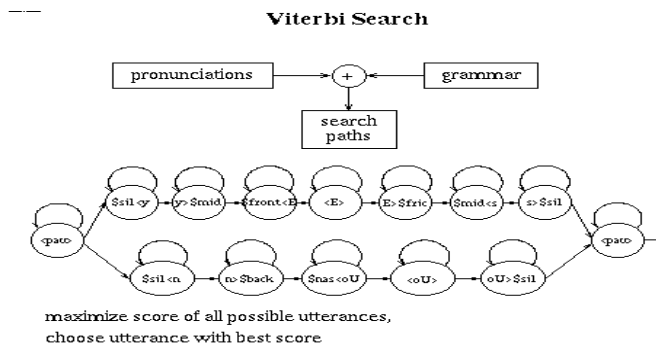 Viterbi Search
pronunciations
+
grammar
search
paths
$sil<y
y>$mid
$front<E
<E>
E>$fric
$mid<s
s>$sil
<pau>
<pau>
$sil<n
n>$back
$nas<oU
<oU>
oU>$sil
maximize score of all possible utterances,
choose utterance with best score